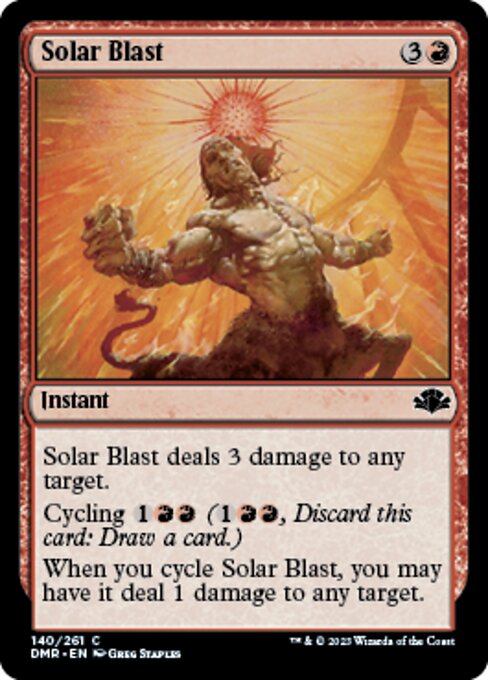 Solar Blast 3
Instant
Solar Blast deals 3 damage to any
target.
Cycling 1 (1, Discard this
card: Draw a card.)
When you cycle Solar Blast, you may
have it deal 1 damage to any target.
140/261 C ™ & © 2023 Wizards of the Coast
DMR • EN Greg Staples